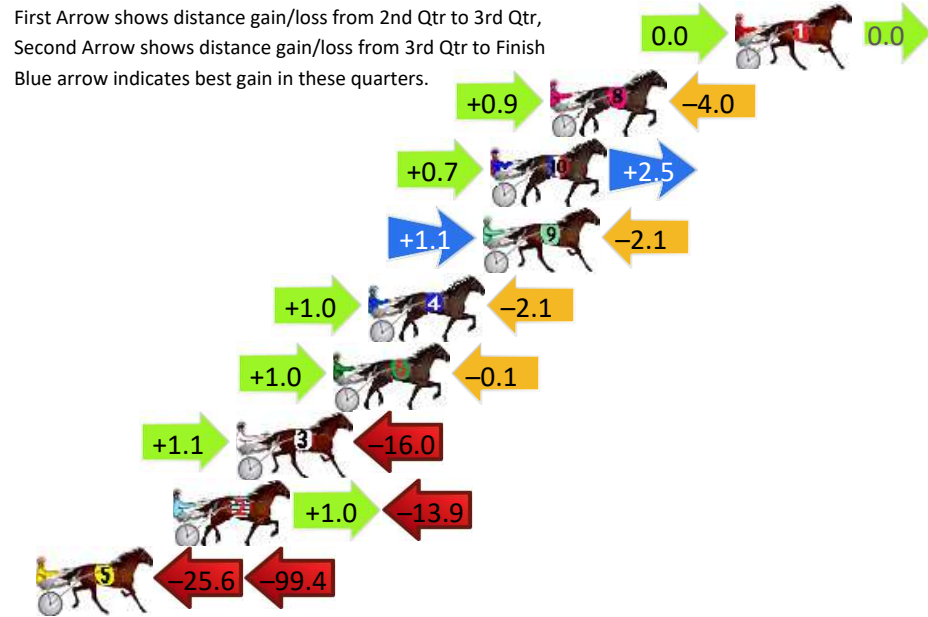 First Arrow shows distance gain/loss from 2nd Qtr to 3rd Qtr,
Second Arrow shows distance gain/loss from 3rd Qtr to Finish
Blue arrow indicates best gain in these quarters.
0.0 1 0.0
+0.9 8 –4.0
+0.7 10 +2.5
+1.1 9 –2.1
+1.0 4 –2.1
+1.0 –0.1
+1.1 3 –16.0
2 +1.0 –13.9
5 –25.6 –99.4